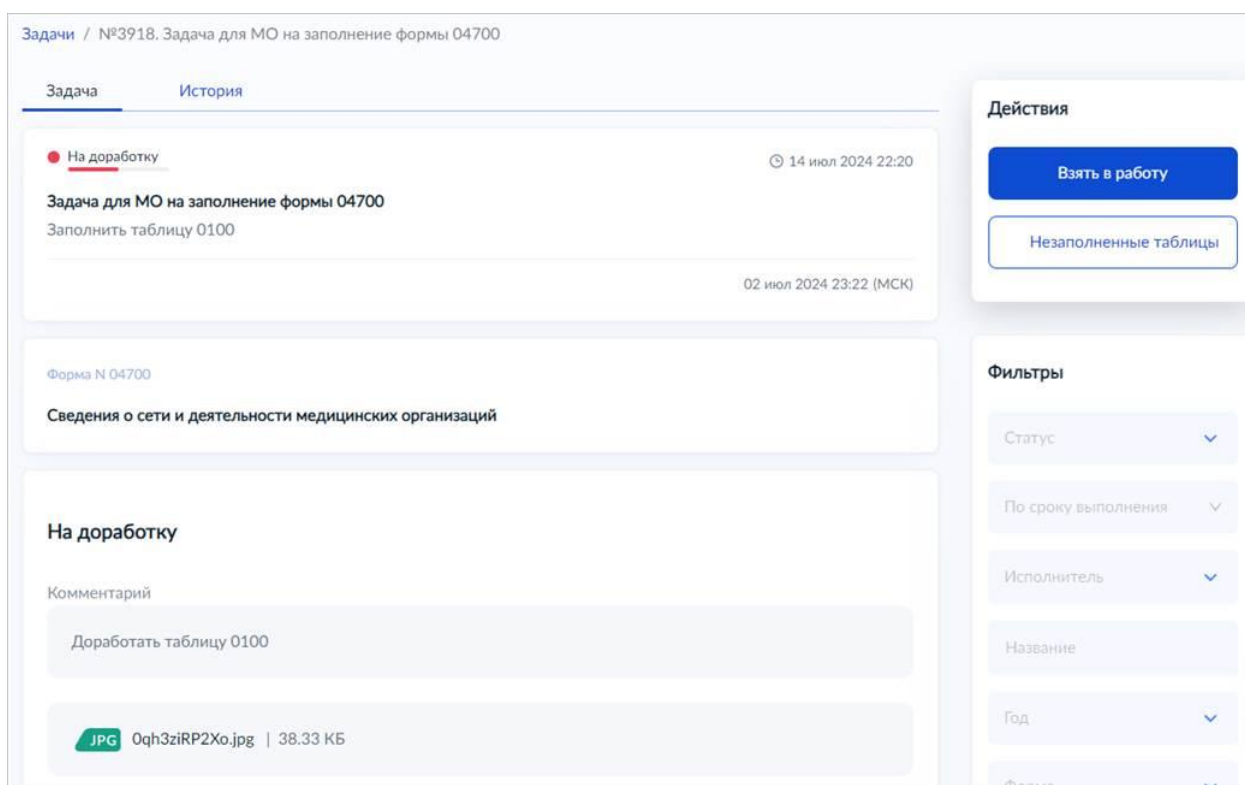 Задачи / №3918. Задача для МО на заполнение формы 04700
Задача
История
На доработку
14 июл 2024 22:20
Задача для МО на заполнение формы 04700
Заполнить таблицу 0100
02 июл 2024 23:22 (МСК)
Форма N 04700
Сведения о сети и деятельности медицинских организаций
На доработку
Комментарий
Доработать таблицу 0100
JPG 0qh3ziRP2Xo.jpg | 38.33 КБ
Действия
Взять в работу
Незаполненные таблицы
Фильтры
Статус
По сроку выполнения
Исполнитель
Название
Год